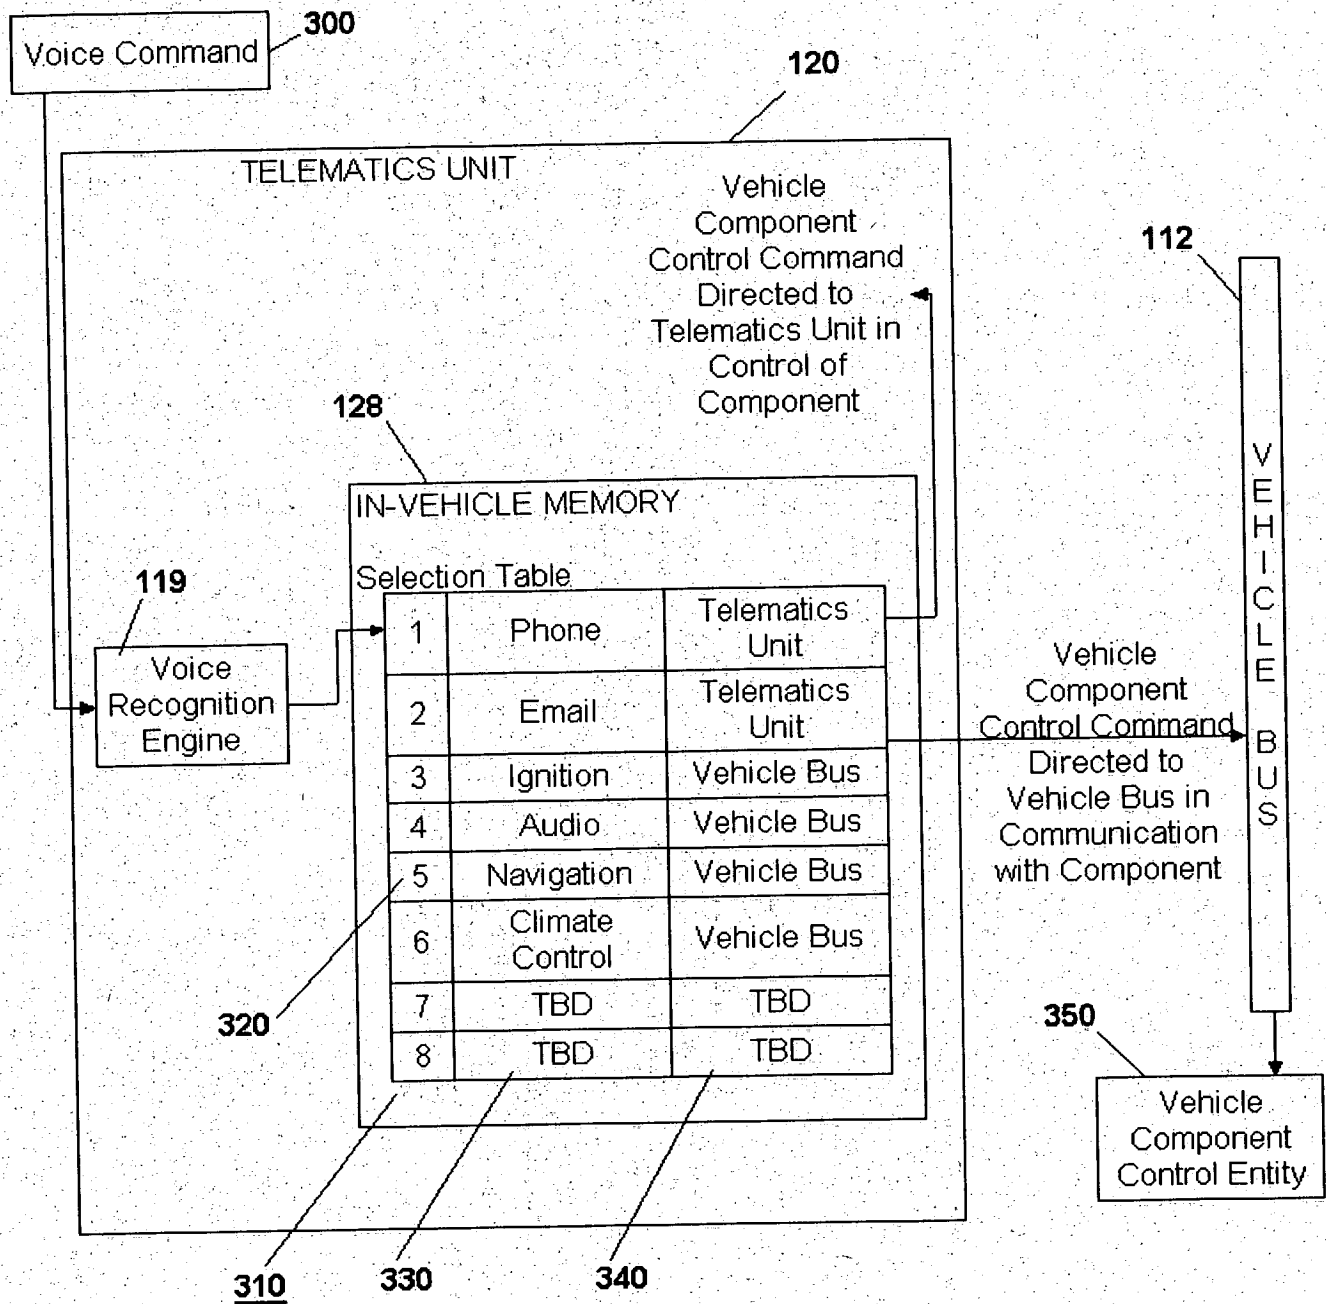 Voice Command
300
120
TELEMATICS UNIT
Vehicle
Component
Control Command
Directed to
Telematics Unit in
Control of
Component
112
128
IN-VEHICLE MEMORY
Selection Table
119
Voice
Recognition
Engine
1 Phone Telematics Unit
2 Email Telematics Unit
3 Ignition Vehicle Bus
4 Audio Vehicle Bus
5 Navigation Vehicle Bus
6 Climate Control Vehicle Bus
7 TBD TBD
8 TBD TBD
Vehicle
Component
Control Command
Directed to
Vehicle Bus in
Communication
with Component
VEHICLE BUS
320
350
Vehicle
Component
Control Entity
310
330
340